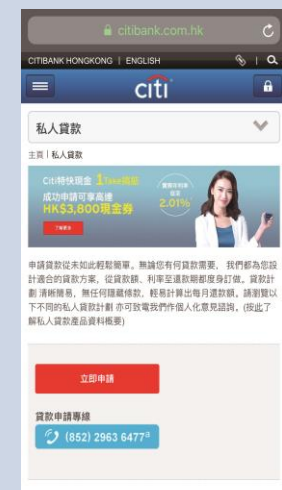 citibank.com.hk
CITIBANK HONGKONG | ENGLISH
citi
私人貸款
主頁 | 私人貸款
Citi特快現金
成功申請可享高達
HK$3,800現金券
2.01%
了解更多
申請貸款從未如此輕鬆簡單。無論您有何貸款需要， 我們都為您設
計適合的貸款方案，從貸款額、利率至還款期都度身訂做。貸款計
劃 清晰簡易，無任何隱藏條款，輕易計算出每月還款額。請瀏覽以
下不同的私人貸款計劃 亦可致電我們作個人化意見諮詢。(按此了
解私人貸款產品資料概要)
立即申請
貸款申請專線
(852) 2963 6477a